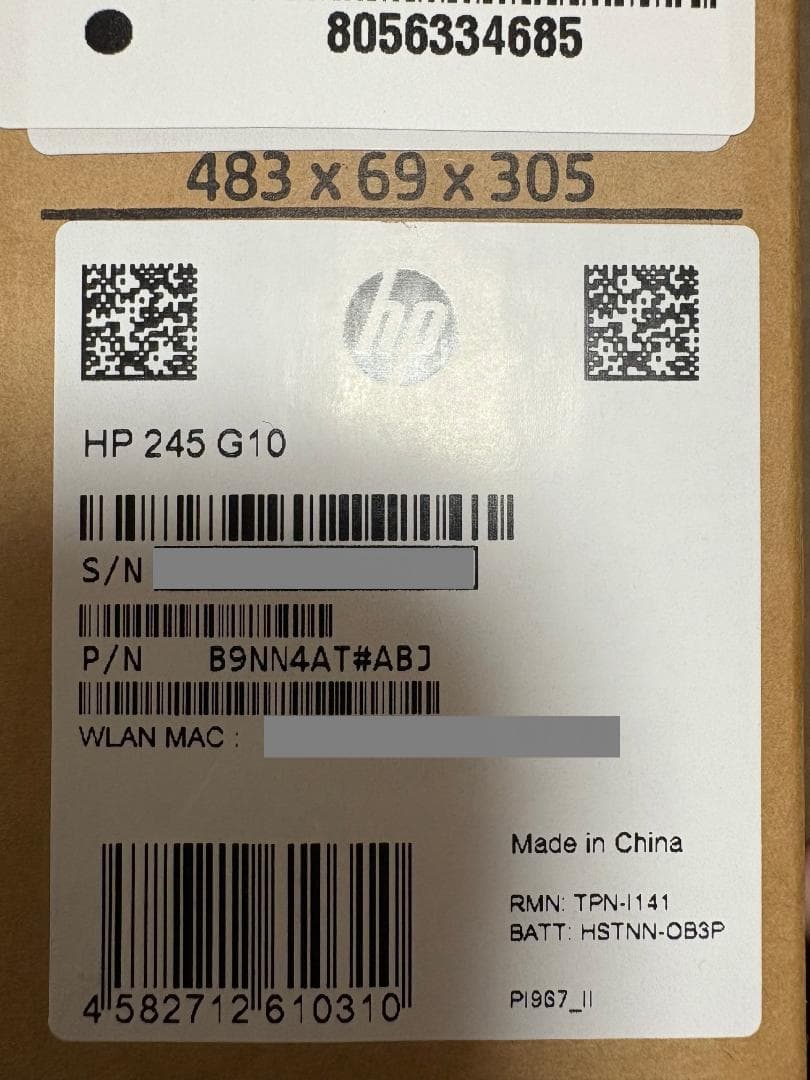 8056334685
483 x 69 x 305
hp
HP 245 G10
S/N
P/N B9NN4AT#ABJ
WLAN MAC :
Made in China
RMN: TPN-I141
BATT: HSTNN-OB3P
PI967_II
4 582712 610310